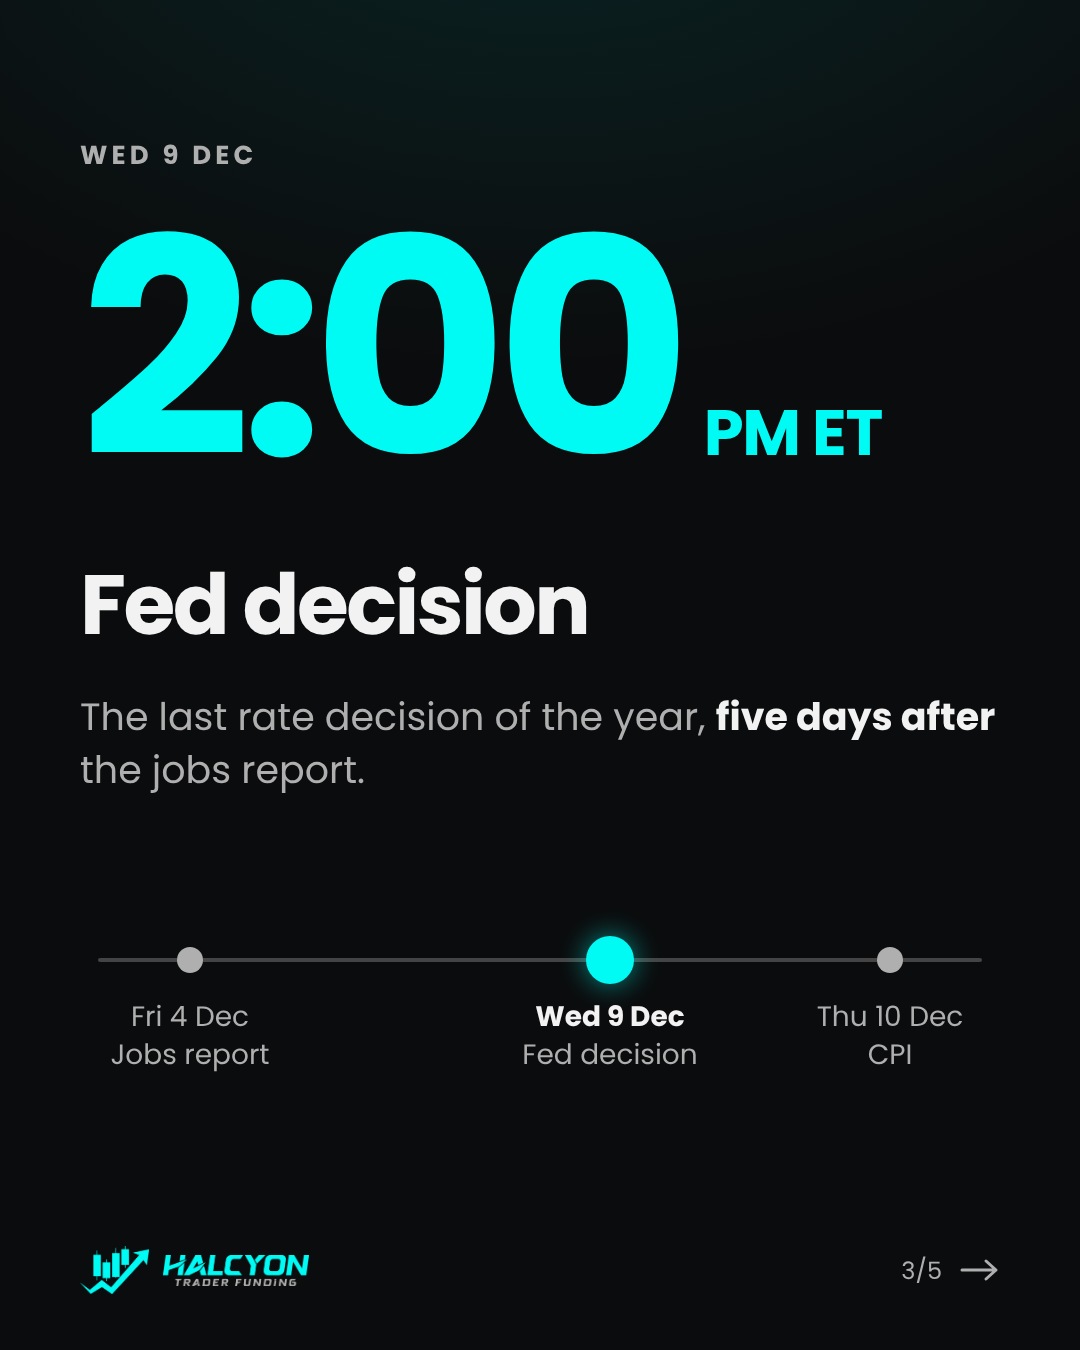 WED 9 DEC
2:00 PM ET
Fed decision
The last rate decision of the year, five days after
the jobs report.
Fri 4 Dec
Jobs report
Wed 9 Dec
Fed decision
Thu 10 Dec
CPI
HALCYON
TRADER FUNDING
3/5